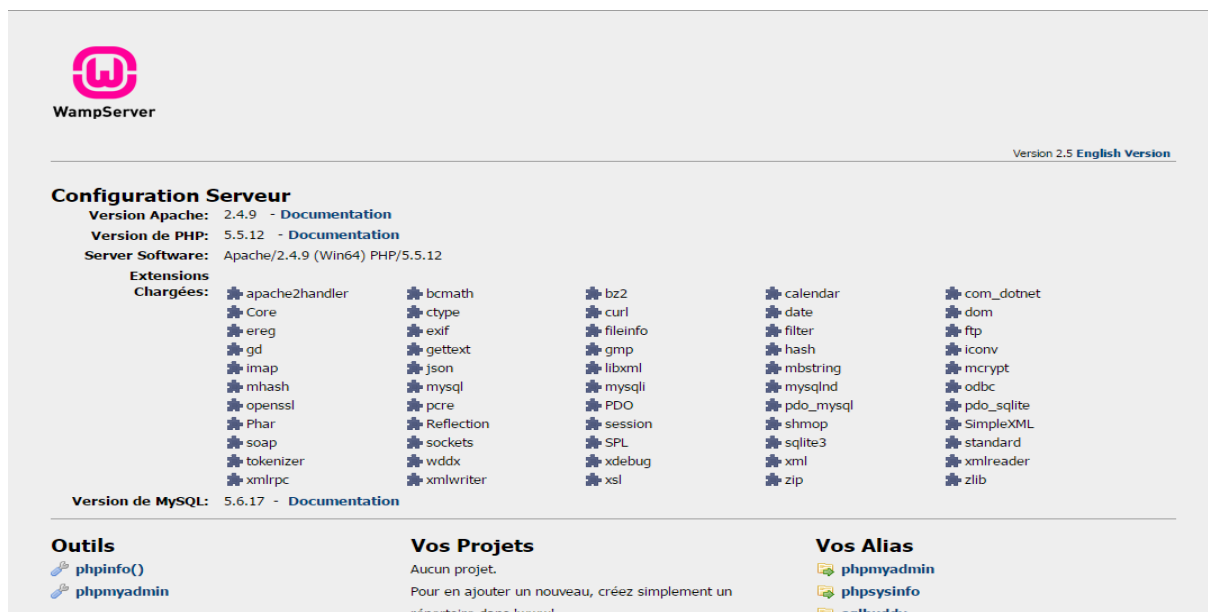 WampServer
Version 2.5 English Version
Configuration Serveur
Version Apache: 2.4.9 - Documentation
Version de PHP: 5.5.12 - Documentation
Server Software: Apache/2.4.9 (Win64) PHP/5.5.12
Extensions
Chargées: apache2handler bcmath bz2 calendar com_dotnet
Core ctype curl date dom
ereg exif fileinfo filter ftp
gd gettext gmp hash iconv
imap json libxml mbstring mcrypt
mhash mysql mysqli mysqlnd odbc
openssl pcre PDO pdo_mysql pdo_sqlite
Phar Reflection session shmop SimpleXML
soap sockets SPL sqlite3 standard
tokenizer wddx xdebug xml xmlreader
xmlrpc xmlwriter xsl zip zlib
Version de MySQL: 5.6.17 - Documentation
Outils Vos Projets Vos Alias
phpinfo() Aucun projet. phpmyadmin
phpmyadmin Pour en ajouter un nouveau, créez simplement un phpsysinfo